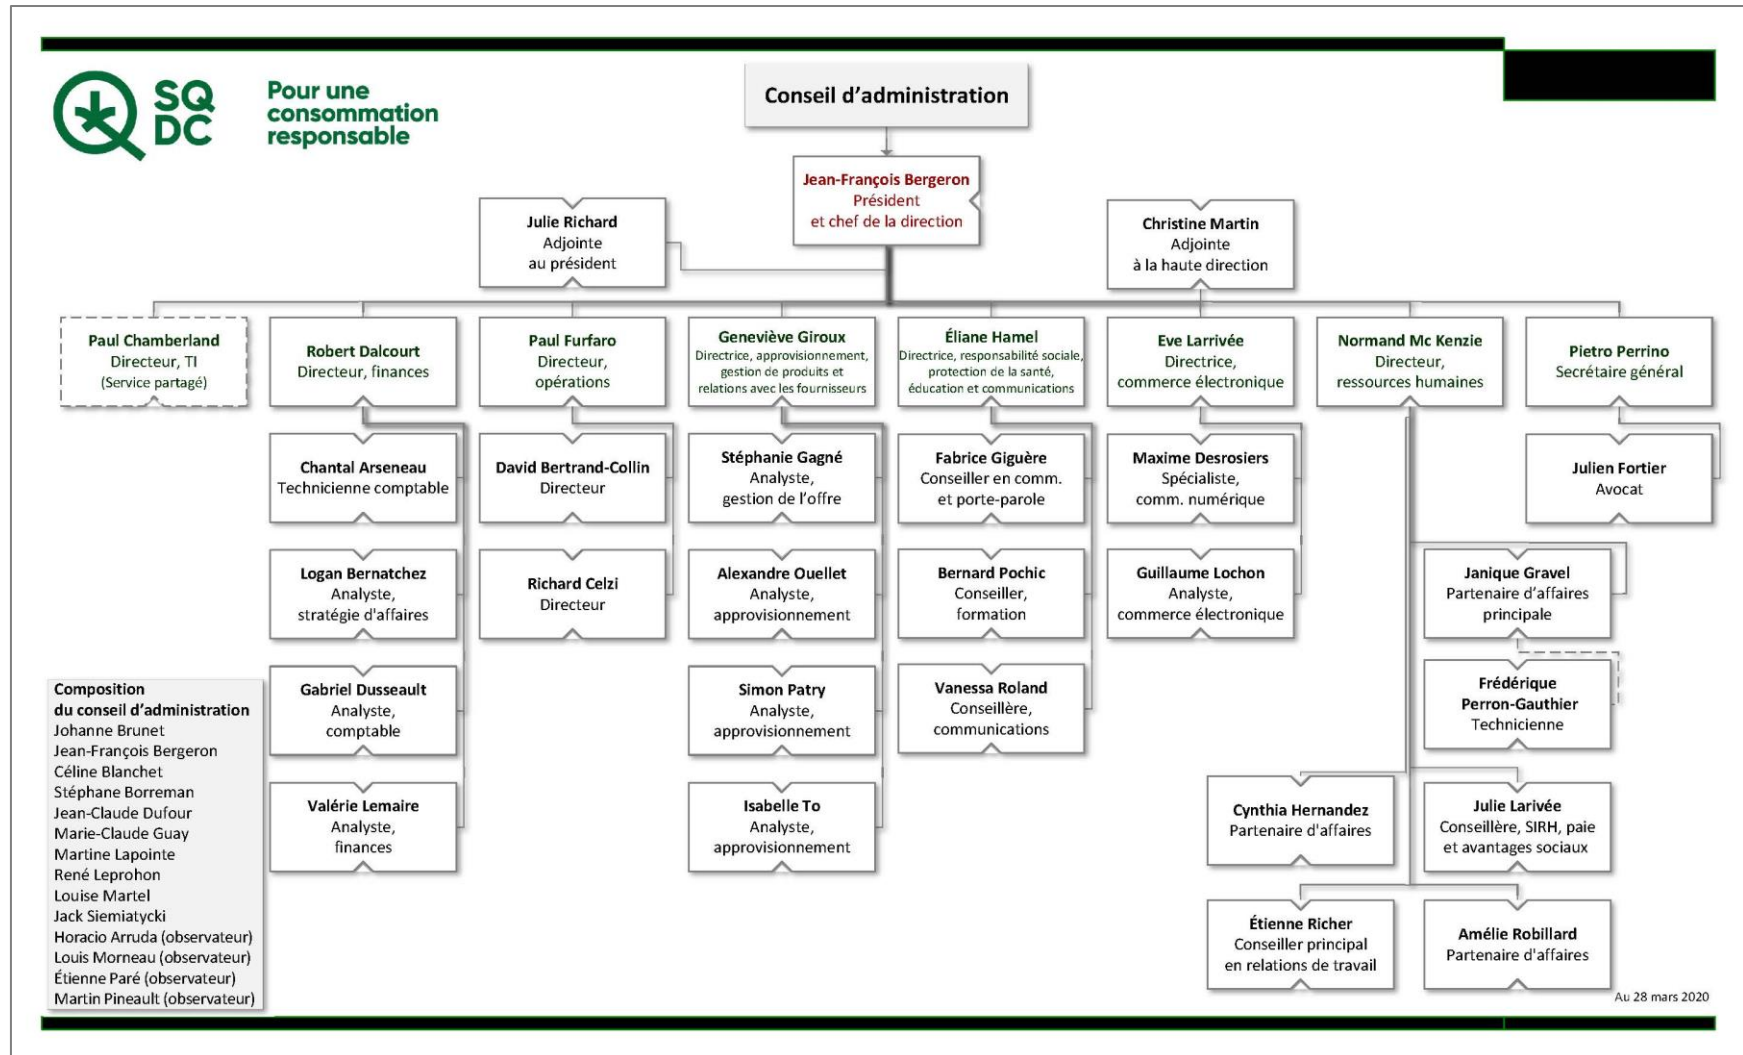 SQ
DC
Pour une
consommation
responsable
Conseil d'administration
Jean-François Bergeron
Président
et chef de la direction
Julie Richard
Adjointe
au président
Christine Martin
Adjointe
à la haute direction
Paul Chamberland
Directeur, TI
(Service partagé)
Robert Dalcourt
Directeur, finances
Paul Furfaro
Directeur,
opérations
Geneviève Giroux
Directrice, approvisionnement,
gestion de produits et
relations avec les fournisseurs
Éliane Hamel
Directrice, responsabilité sociale,
protection de la santé,
éducation et communications
Eve Larrivée
Directrice,
commerce électronique
Normand Mc Kenzie
Directeur,
ressources humaines
Pietro Perrino
Secrétaire général
Chantal Arseneau
Technicienne comptable
David Bertrand-Collin
Directeur
Stéphanie Gagné
Analyste,
gestion de l'offre
Fabrice Giguère
Conseiller en comm.
et porte-parole
Maxime Desrosiers
Spécialiste,
comm. numérique
Julien Fortier
Avocat
Logan Bernatchez
Analyste,
stratégie d'affaires
Richard Celzi
Directeur
Alexandre Ouellet
Analyste,
approvisionnement
Bernard Pochic
Conseiller,
formation
Guillaume Lochon
Analyste,
commerce électronique
Janique Gravel
Partenaire d'affaires
principale
Gabriel Dusseault
Analyste,
comptable
Simon Patry
Analyste,
approvisionnement
Vanessa Roland
Conseillère,
communications
Frédérique
Perron-Gauthier
Technicienne
Valérie Lemaire
Analyste,
finances
Isabelle To
Analyste,
approvisionnement
Cynthia Hernandez
Partenaire d'affaires
Julie Larivée
Conseillère, SIRH, paie
et avantages sociaux
Étienne Richer
Conseiller principal
en relations de travail
Amélie Robillard
Partenaire d'affaires
Composition
du conseil d'administration
Johanne Brunet
Jean-François Bergeron
Céline Blanchet
Stéphane Borreman
Jean-Claude Dufour
Marie-Claude Guay
Martine Lapointe
René Leprohon
Louise Martel
Jack Siemiatycki
Horacio Arruda (observateur)
Louis Morneau (observateur)
Étienne Paré (observateur)
Martin Pineault (observateur)
Au 28 mars 2020